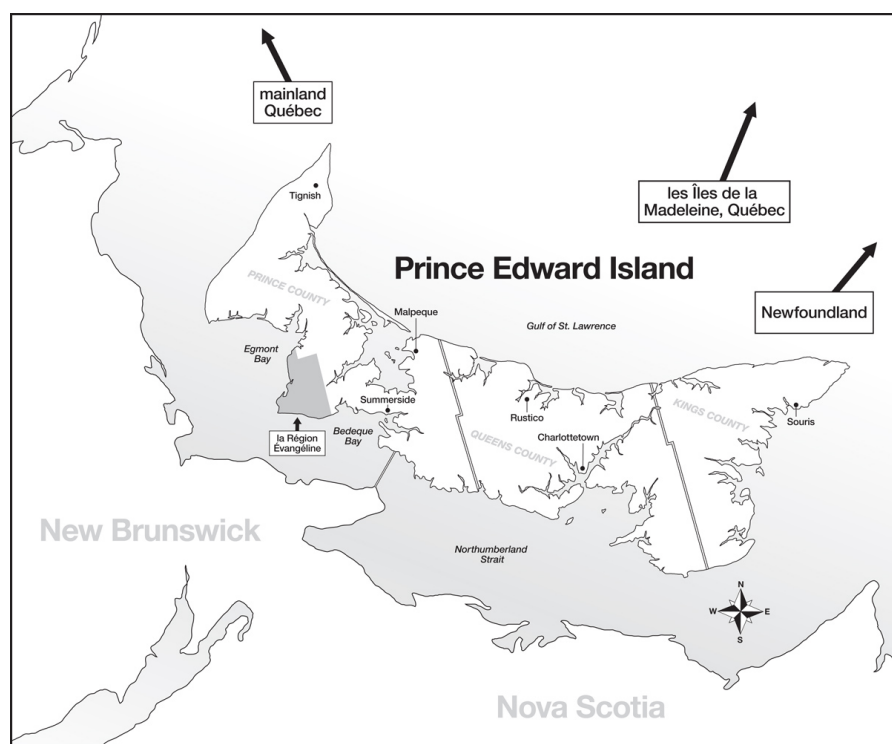 mainland
Québec
les Îles de la
Madeleine, Québec
Tignish
Prince Edward Island
PRINCE COUNTY
Newfoundland
Malpeque
Gulf of St. Lawrence
Egmont
Bay
Summerside
Rustico
KINGS COUNTY
Souris
la Région
Évangéline
Bedeque
Bay
QUEENS COUNTY
Charlottetown
New Brunswick
Northumberland
Strait
N
W E
S
Nova Scotia